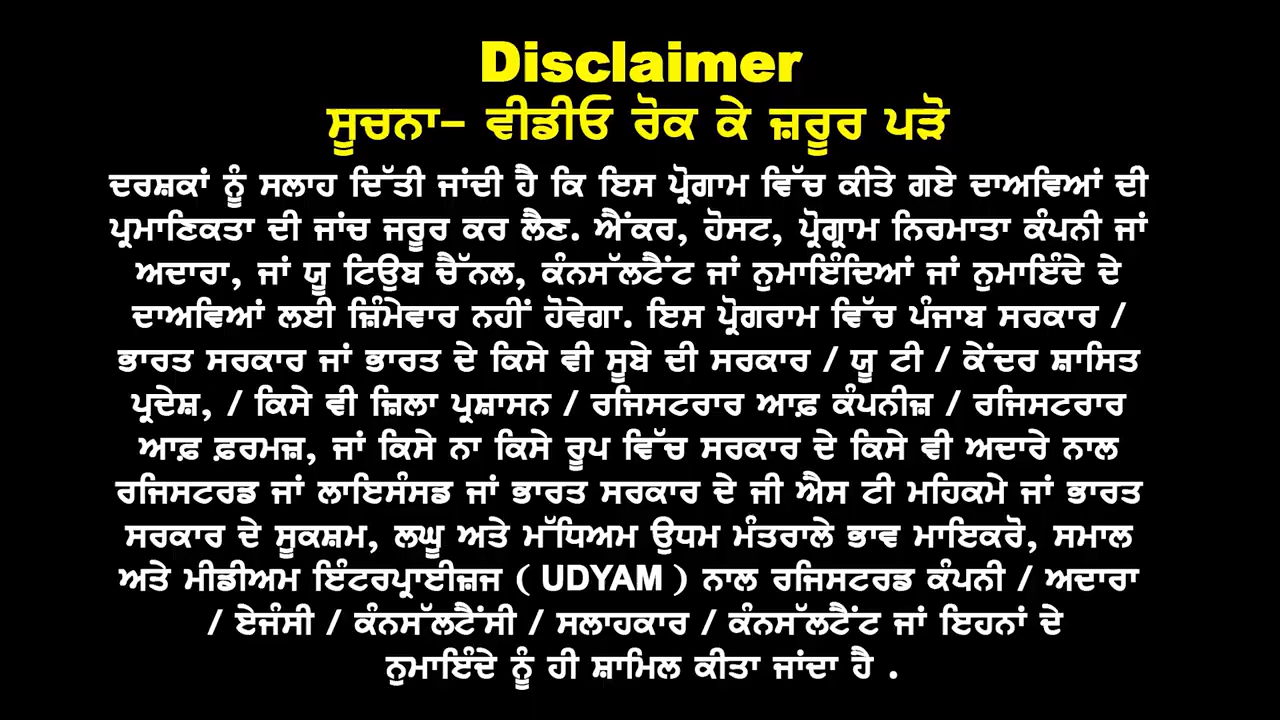 Disclaimer
ਸੂਚਨਾ- ਵੀਡੀਓ ਰੋਕ ਕੇ ਜ਼ਰੂਰ ਪੜੋ
ਦਰਸ਼ਕਾਂ ਨੂੰ ਸਲਾਹ ਦਿੱਤੀ ਜਾਂਦੀ ਹੈ ਕਿ ਇਸ ਪ੍ਰੋਗਾਮ ਵਿੱਚ ਕੀਤੇ ਗਏ ਦਾਅਵਿਆਂ ਦੀ
ਪ੍ਰਮਾਣਿਕਤਾ ਦੀ ਜਾਂਚ ਜਰੂਰ ਕਰ ਲੈਣ. ਐਂਕਰ, ਹੋਸਟ, ਪ੍ਰੋਗ੍ਰਾਮ ਨਿਰਮਾਤਾ ਕੰਪਨੀ ਜਾਂ
ਅਦਾਰਾ, ਜਾਂ ਯੂ ਟਿਉਬ ਚੈੱਨਲ, ਕੰਨਸੱਲਟੈਂਟ ਜਾਂ ਨੁਮਾਇੰਦਿਆਂ ਜਾਂ ਨੁਮਾਇੰਦੇ ਦੇ
ਦਾਅਵਿਆਂ ਲਈ ਜ਼ਿੰਮੇਵਾਰ ਨਹੀਂ ਹੋਵੇਗਾ. ਇਸ ਪ੍ਰੋਗਰਾਮ ਵਿੱਚ ਪੰਜਾਬ ਸਰਕਾਰ /
ਭਾਰਤ ਸਰਕਾਰ ਜਾਂ ਭਾਰਤ ਦੇ ਕਿਸੇ ਵੀ ਸੂਬੇ ਦੀ ਸਰਕਾਰ / ਯੂ ਟੀ / ਕੇਂਦਰ ਸ਼ਾਸਿਤ
ਪ੍ਰਦੇਸ਼, / ਕਿਸੇ ਵੀ ਜ਼ਿਲਾ ਪ੍ਰਸ਼ਾਸਨ / ਰਜਿਸਟਰਾਰ ਆਫ਼ ਕੰਪਨੀਜ਼ / ਰਜਿਸਟਰਾਰ
ਆਫ਼ ਫ਼ਰਮਜ਼, ਜਾਂ ਕਿਸੇ ਨਾ ਕਿਸੇ ਰੂਪ ਵਿੱਚ ਸਰਕਾਰ ਦੇ ਕਿਸੇ ਵੀ ਅਦਾਰੇ ਨਾਲ
ਰਜਿਸਟਰਡ ਜਾਂ ਲਾਇਸੰਸਡ ਜਾਂ ਭਾਰਤ ਸਰਕਾਰ ਦੇ ਜੀ ਐਸ ਟੀ ਮਹਿਕਮੇ ਜਾਂ ਭਾਰਤ
ਸਰਕਾਰ ਦੇ ਸੂਕਸ਼ਮ, ਲਘੂ ਅਤੇ ਮੱਧਿਅਮ ਉਧਮ ਮੰਤਰਾਲੇ ਭਾਵ ਮਾਇਕਰੋ, ਸਮਾਲ
ਅਤੇ ਮੀਡੀਅਮ ਇੰਟਰਪ੍ਰਾਈਜ਼ਜ ( UDYAM ) ਨਾਲ ਰਜਿਸਟਰਡ ਕੰਪਨੀ / ਅਦਾਰਾ
/ ਏਜੰਸੀ / ਕੰਨਸੱਲਟੈਂਸੀ / ਸਲਾਹਕਾਰ / ਕੰਨਸੱਲਟੈਂਟ ਜਾਂ ਇਹਨਾਂ ਦੇ
ਨੁਮਾਇੰਦੇ ਨੂੰ ਹੀ ਸ਼ਾਮਿਲ ਕੀਤਾ ਜਾਂਦਾ ਹੈ .